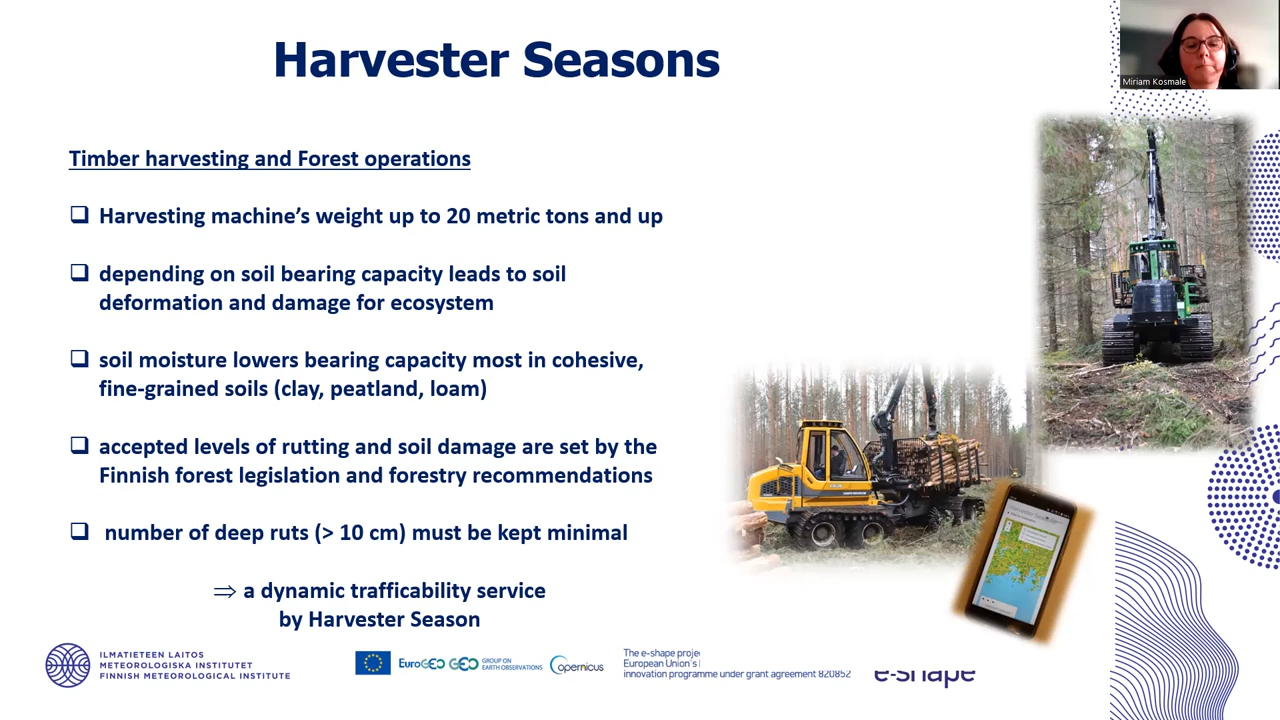 Harvester Seasons
Miriam Kosmale
Timber harvesting and Forest operations
❑ Harvesting machine’s weight up to 20 metric tons and up
❑ depending on soil bearing capacity leads to soil
deformation and damage for ecosystem
❑ soil moisture lowers bearing capacity most in cohesive,
fine-grained soils (clay, peatland, loam)
❑ accepted levels of rutting and soil damage are set by the
Finnish forest legislation and forestry recommendations
❑ number of deep ruts (> 10 cm) must be kept minimal
⇒ a dynamic trafficability service
by Harvester Season
ILMATIETEEN LAITOS
METEOROLOGISKA INSTITUTET
FINNISH METEOROLOGICAL INSTITUTE
EuroGEO
GEO
GROUP ON
EARTH OBSERVATIONS
opernicus
The e-shape
European Union's
innovation programme under grant agreement 820852
e-shape